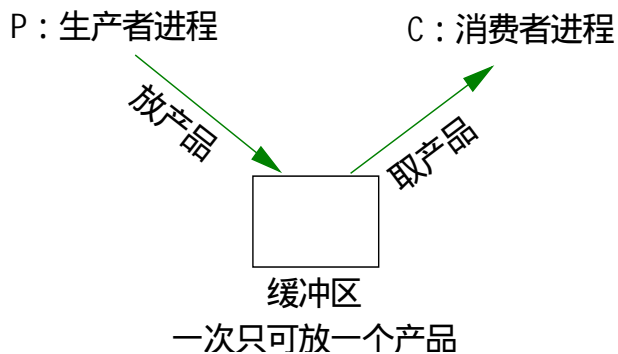 P：生产者进程
C：消费者进程
放产品
取产品
缓冲区
一次只可放一个产品